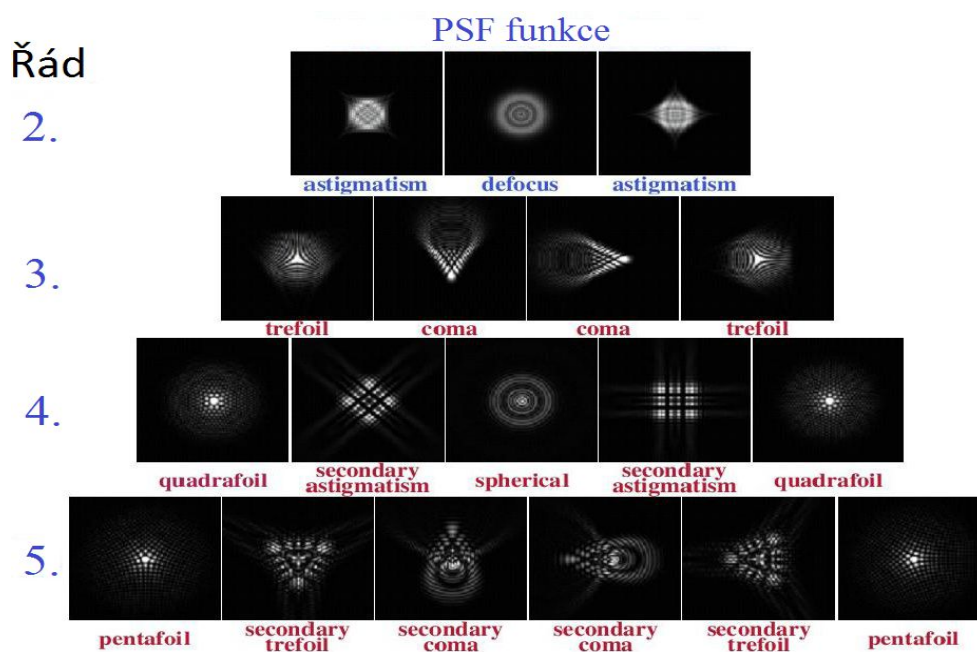 PSF funkce
Řád
2.
astigmatism defocus astigmatism
3.
trefoil coma coma trefoil
4.
quadrafoil secondary astigmatism spherical secondary astigmatism quadrafoil
5.
pentafoil secondary trefoil secondary coma secondary coma secondary trefoil pentafoil